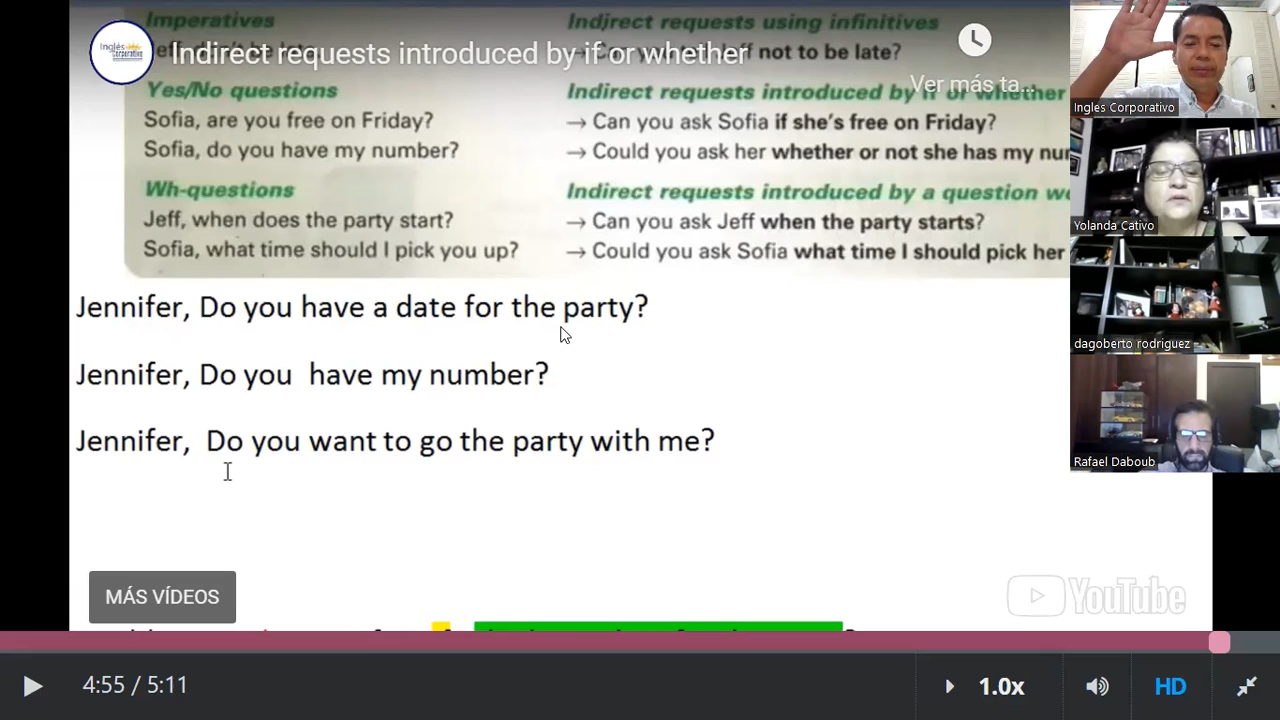 Imperatives
Indirect requests using infinitives
Indirect requests introduced by if or whether
not to be late?
Ver más ta...
Inglés
Corporativo
Yes/No questions
Indirect requests introduced by if or whether
Sofia, are you free on Friday?
→ Can you ask Sofia if she's free on Friday?
Sofia, do you have my number?
→ Could you ask her whether or not she has my
Wh-questions
Indirect requests introduced by a question
Jeff, when does the party start?
→ Can you ask Jeff when the party starts?
Sofia, what time should I pick you up?
→ Could you ask Sofia what time I should pick her
Jennifer, Do you have a date for the party?
Jennifer, Do you have my number?
Jennifer, Do you want to go the party with me?
MÁS VÍDEOS
YouTube
4:55 / 5:11
1.0x
HD
Ingles Corporativo
Yolanda Cativo
dagoberto rodriguez
Rafael Daboub